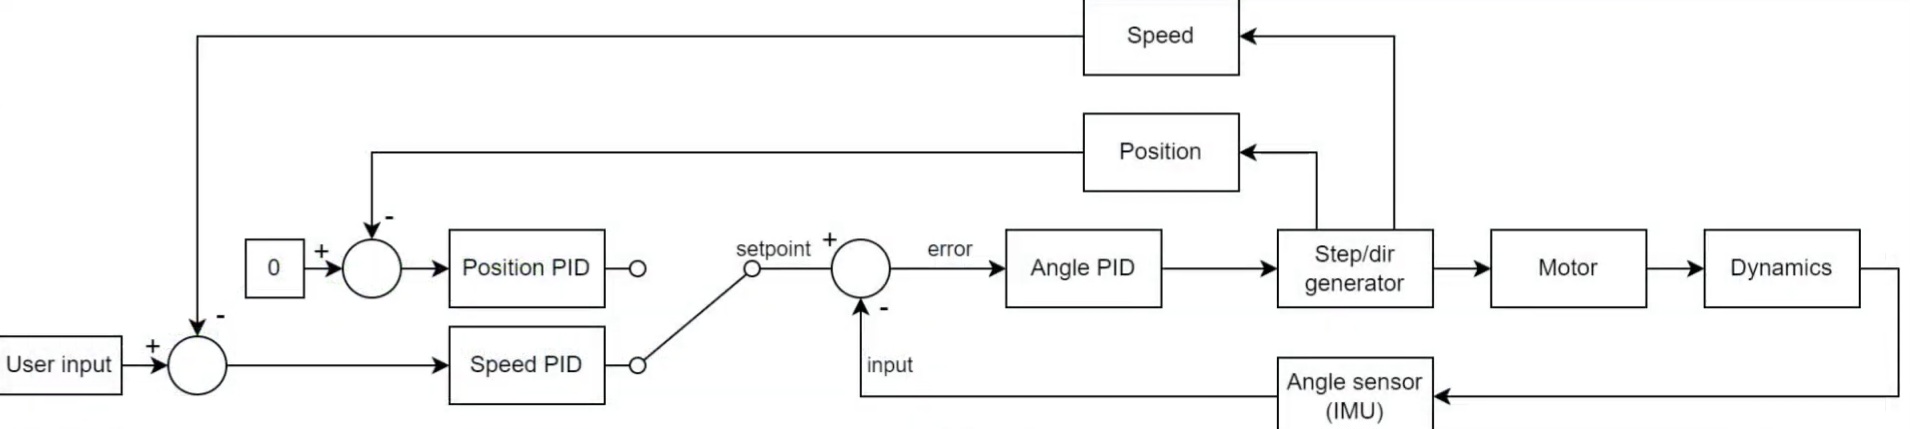 Speed
Position
-
0
+
Position PID
setpoint
+
error
Angle PID
Step/dir
generator
Motor
Dynamics
-
-
User input
+
Speed PID
input
Angle sensor
(IMU)